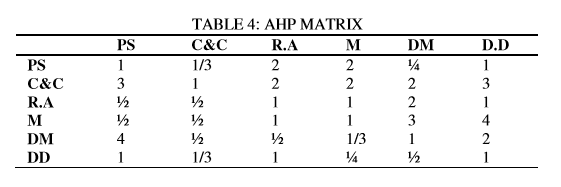 TABLE 4: AHP MATRIX
PS C&C R.A M DM D.D
PS 1 1/3 2 2 ¼ 1
C&C 3 1 2 2 2 3
R.A ½ ½ 1 1 2 1
M ½ ½ 1 1 3 4
DM 4 ½ ½ 1/3 1 2
DD 1 1/3 1 ¼ ½ 1